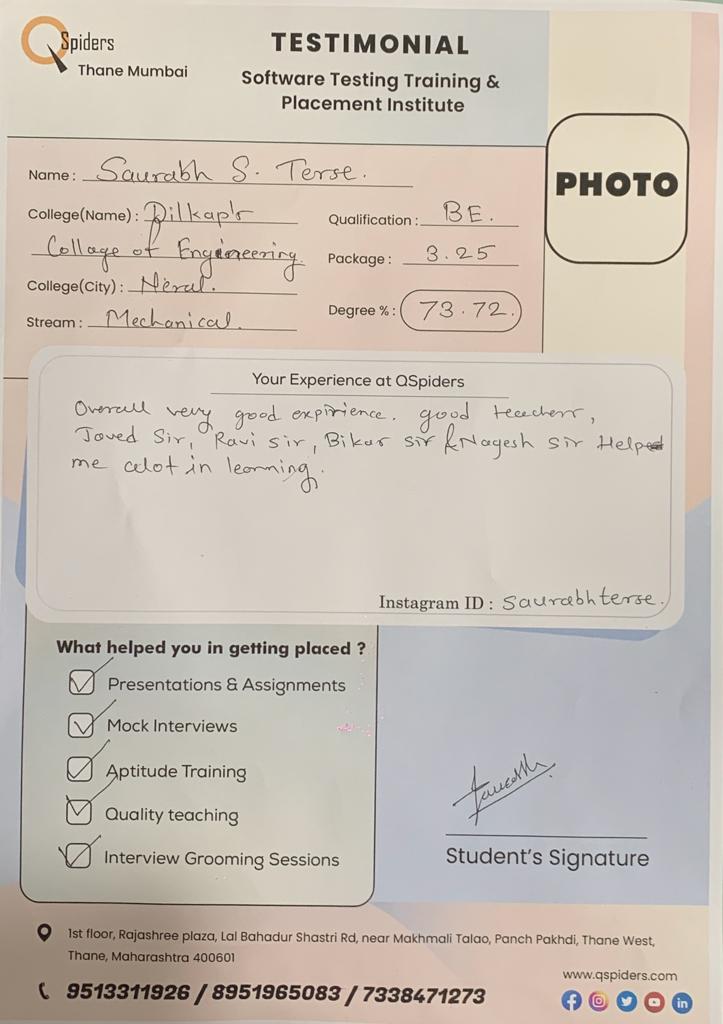 QSpiders
Thane Mumbai
TESTIMONIAL
Software Testing Training &
Placement Institute
PHOTO
Name : Saurabh S. Terse.
College(Name) : Dilkap's
Collage of Engineering.
College(City) : Neral.
Stream : Mechanical.
Qualification : BE.
Package : 3.25
Degree % : 73.72.
Your Experience at QSpiders
Overall very good expirience. good teachers,
Javed Sir, Ravi sir, Bikas sir & Nagesh sir Helped
me alot in learning.
Instagram ID : saurabhterse.
What helped you in getting placed ?
Presentations & Assignments
Mock Interviews
Aptitude Training
Quality teaching
Interview Grooming Sessions
Student's Signature
1st floor, Rajashree plaza, Lal Bahadur Shastri Rd, near Makhmali Talao, Panch Pakhdi, Thane West,
Thane, Maharashtra 400601
9513311926 / 8951965083 / 7338471273
www.qspiders.com